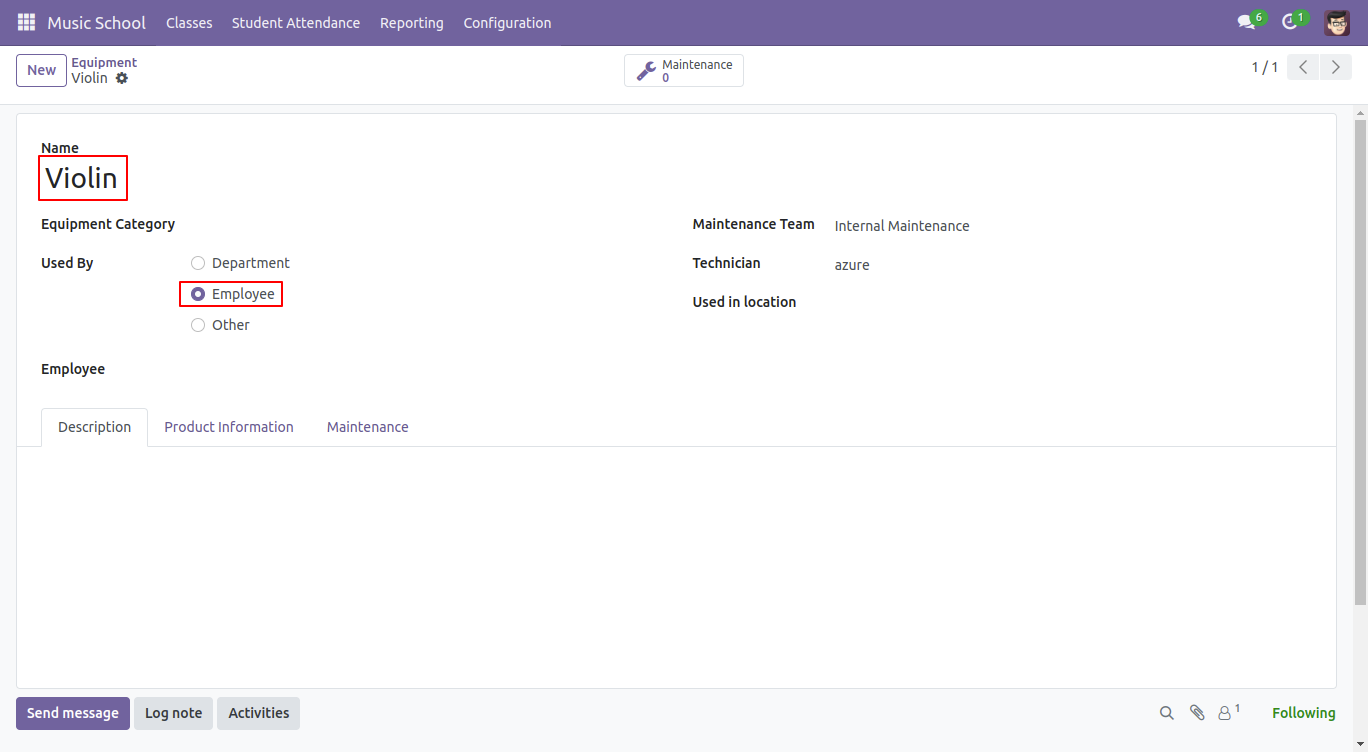 Music School Classes Student Attendance Reporting Configuration 6 1
New Equipment
Violin
Maintenance
0
1 / 1
Name
Violin
Equipment Category
Maintenance Team Internal Maintenance
Used By Department
Technician azure
Employee
Used in location
Other
Employee
Description Product Information Maintenance
Send message Log note Activities 1 Following